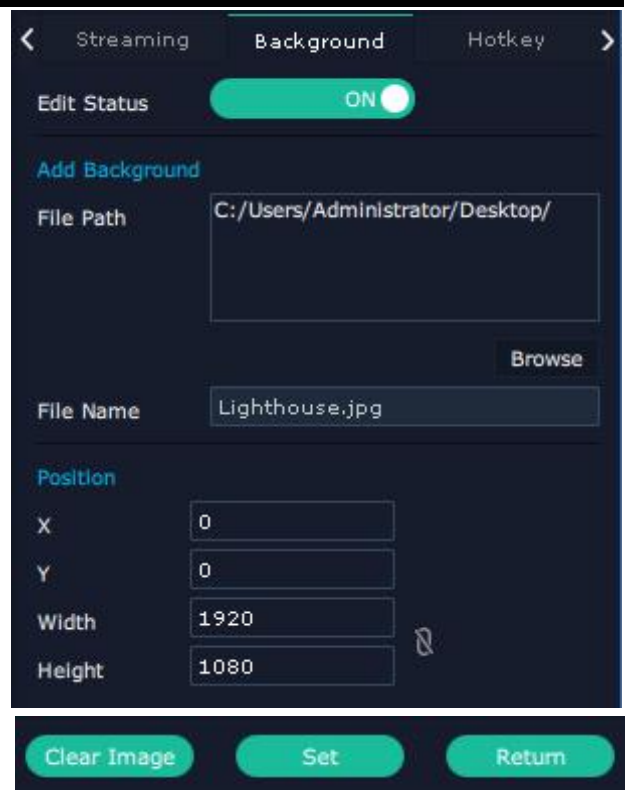 Streaming Background Hotkey
Edit Status ON
Add Background
File Path C:/Users/Administrator/Desktop/
Browse
File Name Lighthouse.jpg
Position
X 0
Y 0
Width 1920
Height 1080
Clear Image Set Return